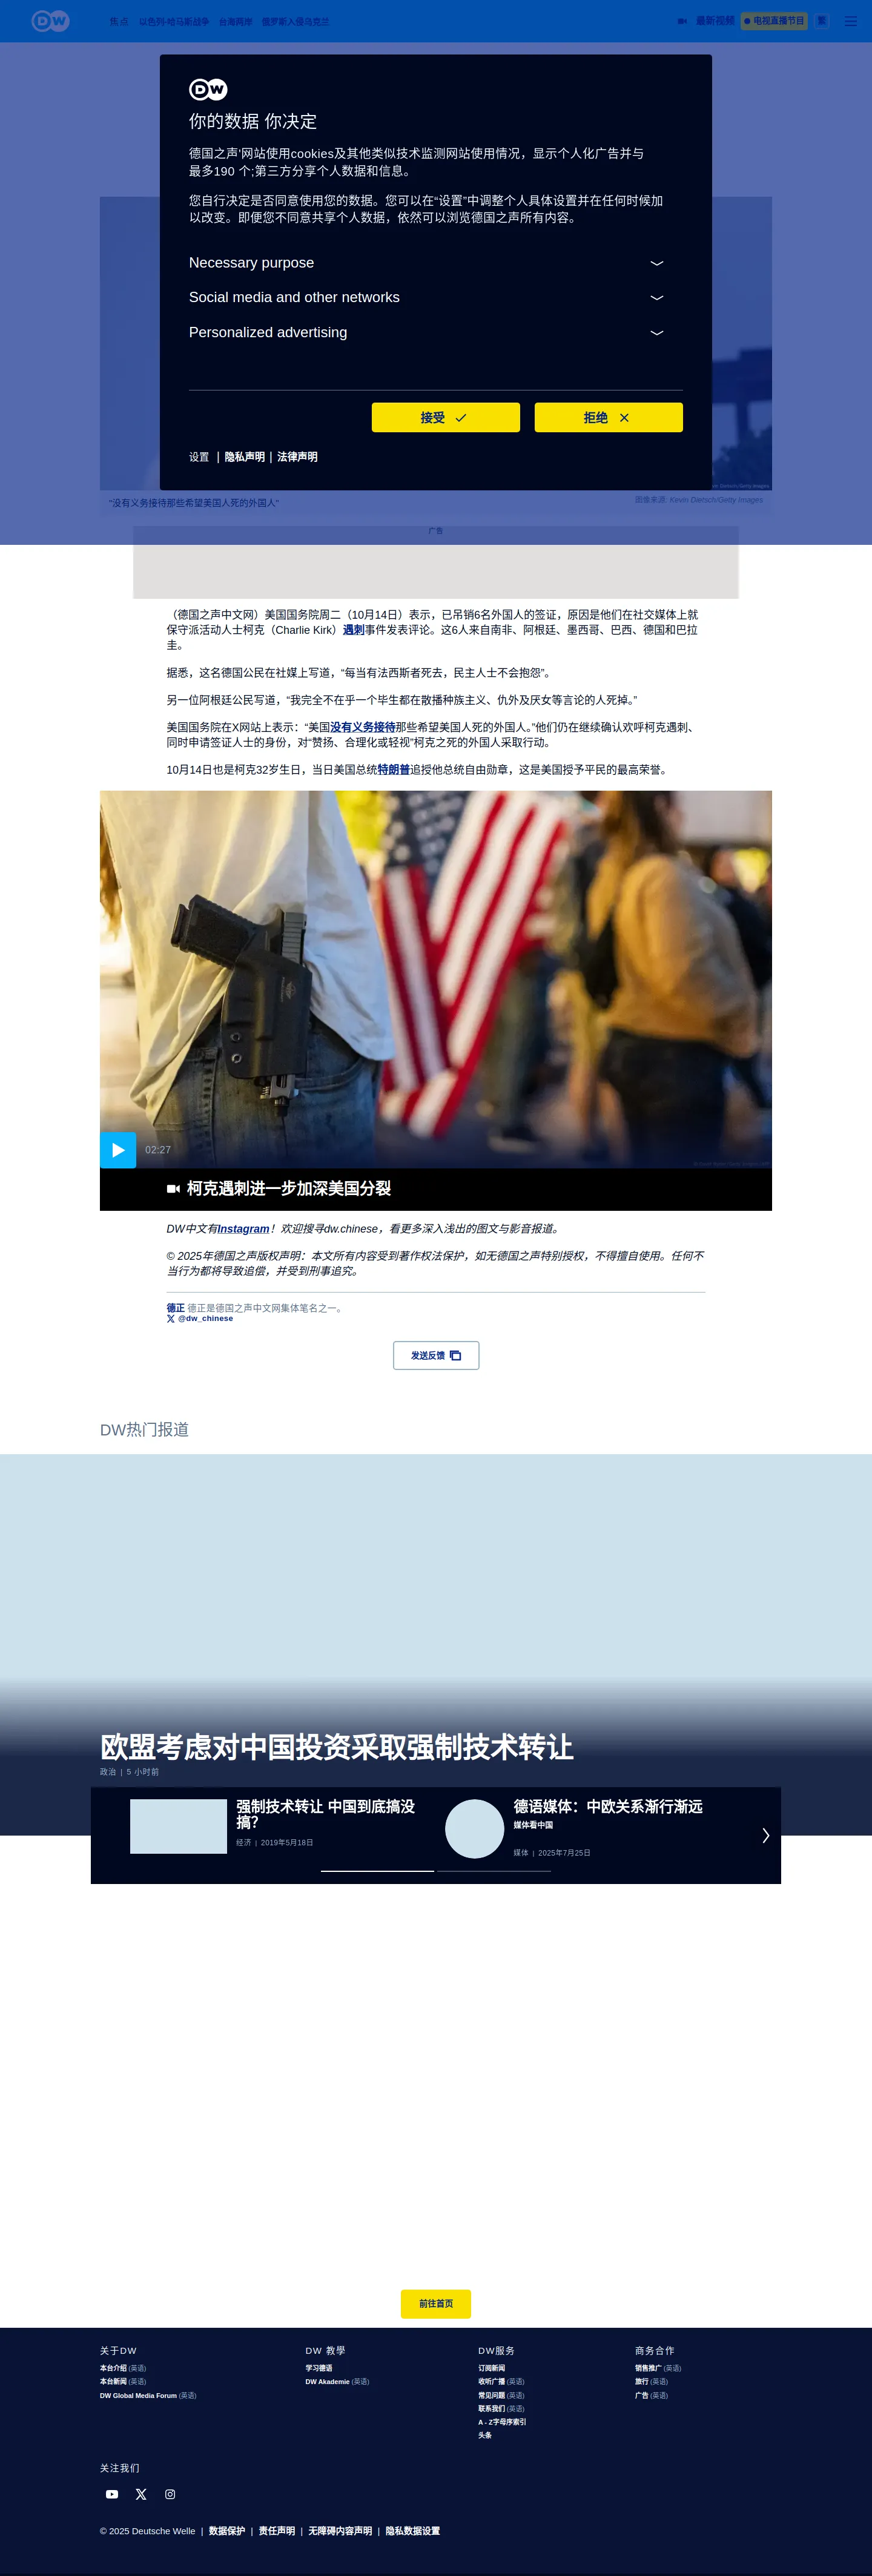 DW
焦点 以色列-哈马斯战争 台湾两岸 俄罗斯入侵乌克兰 最新视频 电视直播节目 繁
DW
你的数据 你决定
德国之声'网站使用cookies及其他类似技术监测网站使用情况，显示个人化广告并与
最多190 个;第三方分享个人数据和信息。
您自行决定是否同意使用您的数据。您可以在“设置”中调整个人具体设置并在任何时候加
以改变。即便您不同意共享个人数据，依然可以浏览德国之声所有内容。
Necessary purpose
Social media and other networks
Personalized advertising
接受 拒绝
设置 | 隐私声明 | 法律声明
“没有义务接待那些希望美国人死的外国人”
图像来源: Kevin Dietsch/Getty Images
广告
（德国之声中文网）美国国务院周二（10月14日）表示，已吊销6名外国人的签证，原因是他们在社交媒体上就
保守派活动人士柯克（Charlie Kirk）遇刺事件发表评论。这6人来自南非、阿根廷、墨西哥、巴西、德国和巴拉
圭。
据悉，这名德国公民在社媒上写道，“每当有法西斯者死去，民主人士不会抱怨”。
另一位阿根廷公民写道，“我完全不在乎一个毕生都在散播种族主义、仇外及厌女等言论的人死掉。”
美国国务院在X网站上表示：“美国没有义务接待那些希望美国人死的外国人。”他们仍在继续确认欢呼柯克遇刺、
同时申请签证人士的身份，对“赞扬、合理化或轻视”柯克之死的外国人采取行动。
10月14日也是柯克32岁生日，当日美国总统特朗普追授他总统自由勋章，这是美国授予平民的最高荣誉。
02:27
柯克遇刺进一步加深美国分裂
DW中文有Instagram！欢迎搜寻dw.chinese，看更多深入浅出的图文与影音报道。
© 2025年德国之声版权声明：本文所有内容受到著作权法保护，如无德国之声特别授权，不得擅自使用。任何不
当行为都将导致追偿，并受到刑事追究。
德正 德正是德国之声中文网集体笔名之一。
@dw_chinese
发送反馈
DW热门报道
欧盟考虑对中国投资采取强制技术转让
政治 | 5 小时前
强制技术转让 中国到底搞没
搞?
经济 | 2019年5月18日
德语媒体：中欧关系渐行渐远
媒体看中国
媒体 | 2025年7月25日
前往首页
关于DW
本台介绍 (英语)
本台新闻 (英语)
DW Global Media Forum (英语)
DW 教學
学习德语
DW Akademie (英语)
DW服务
订阅新闻
收听广播 (英语)
常见问题 (英语)
联系我们 (英语)
A - Z字母序索引
头条
商务合作
销售推广 (英语)
旅行 (英语)
广告 (英语)
关注我们
© 2025 Deutsche Welle | 数据保护 | 责任声明 | 无障碍内容声明 | 隐私数据设置